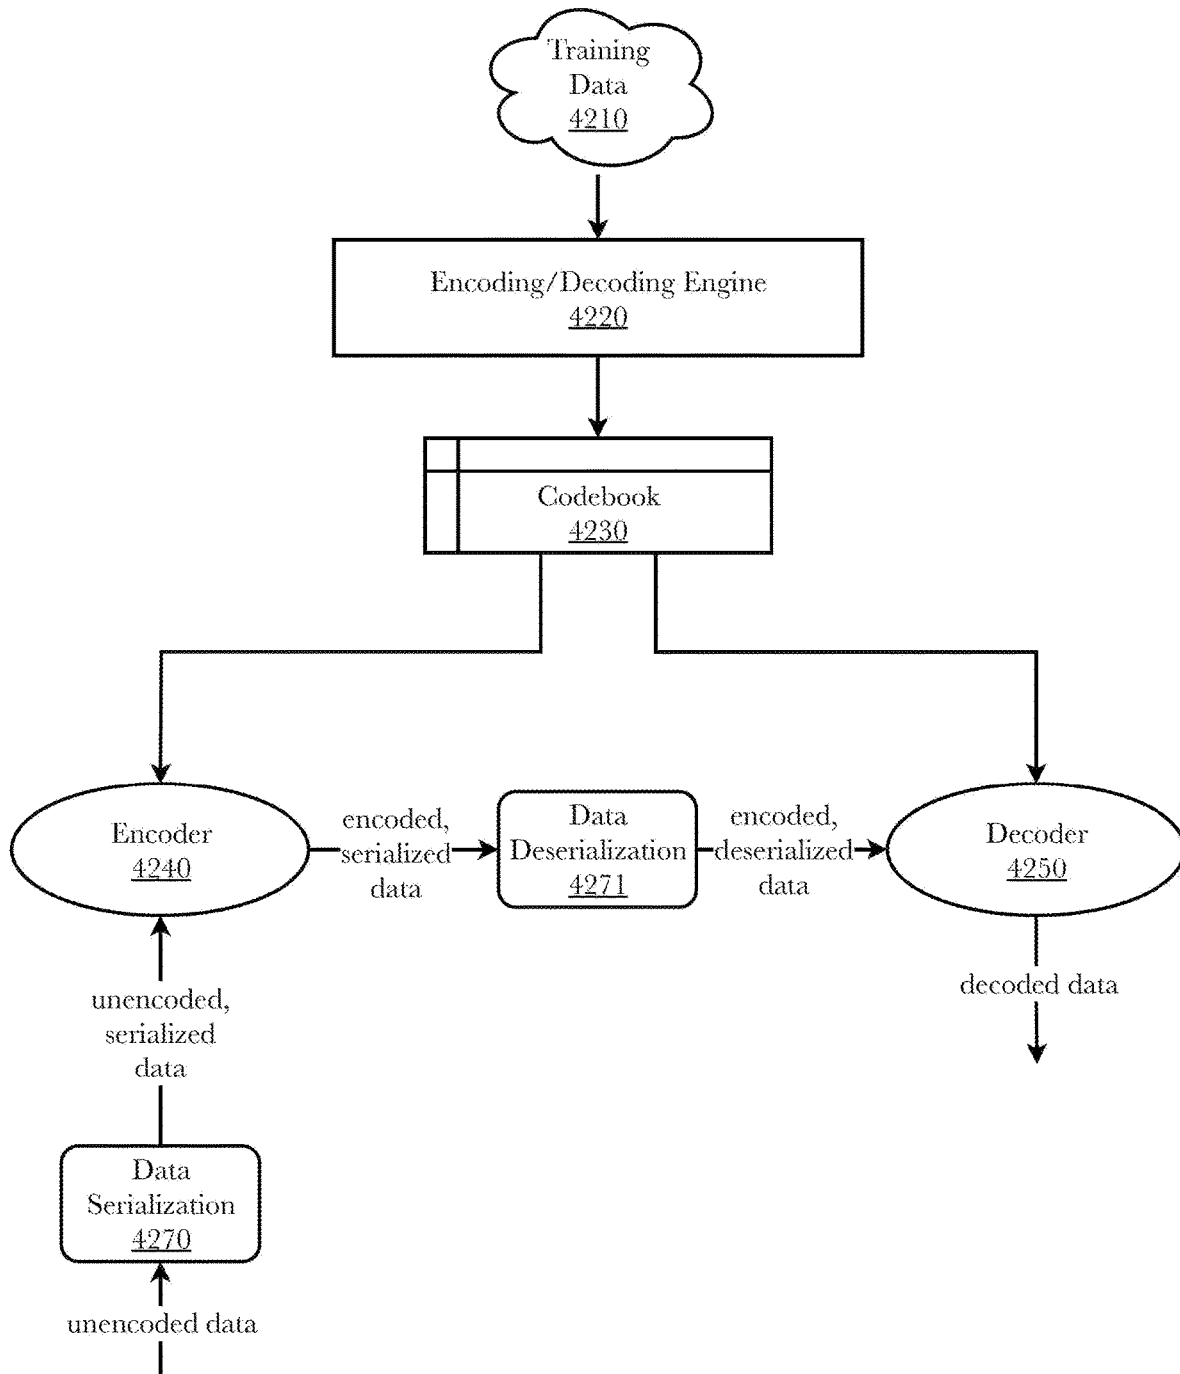 Training
Data
4210
Encoding/Decoding Engine
4220
Codebook
4230
Encoder
4240
encoded,
serialized
data
Data
Deserialization
4271
encoded,
deserialized
data
Decoder
4250
unencoded,
serialized
data
decoded data
Data
Serialization
4270
unencoded data